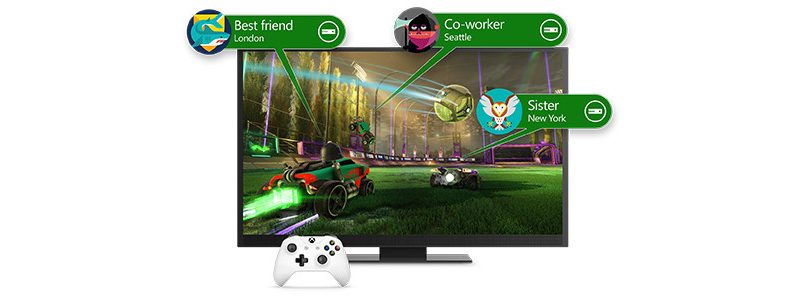 Best friend
London
Co-worker
Seattle
Sister
New York